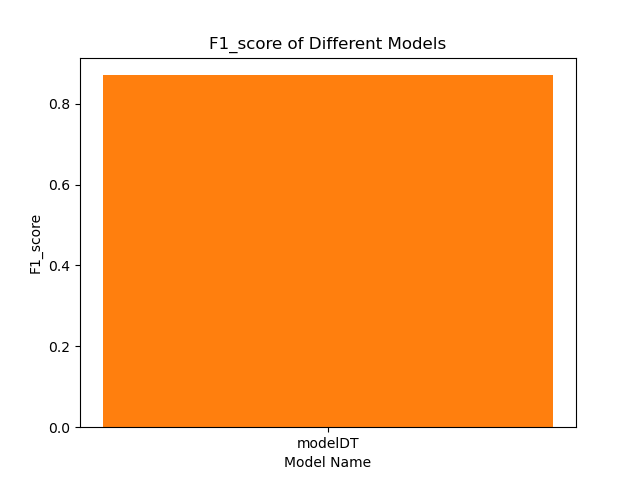 F1_score of Different Models
F1_score
0.8
0.6
0.4
0.2
0.0
modelDT
Model Name